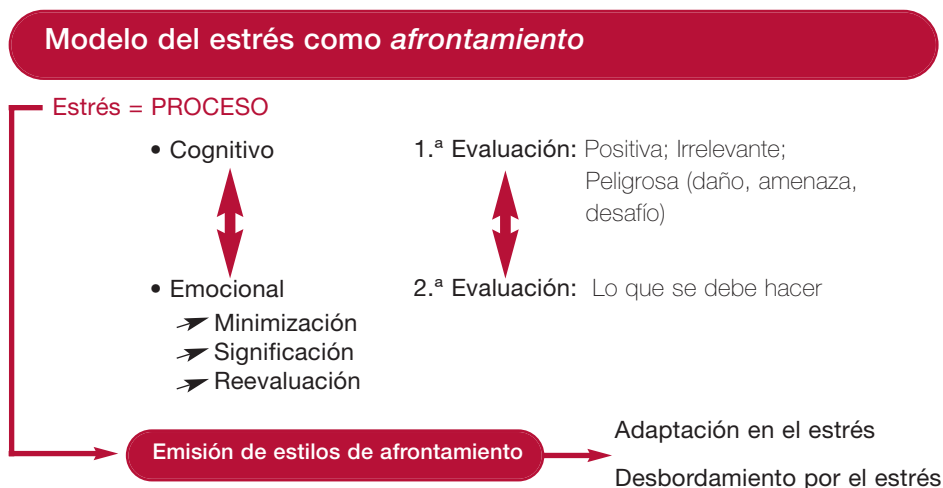 Modelo del estrés como afrontamiento
Estrés = PROCESO
• Cognitivo
1.ª Evaluación: Positiva; Irrelevante;
Peligrosa (daño, amenaza,
desafío)
• Emocional
2.ª Evaluación: Lo que se debe hacer
Minimización
Significación
Reevaluación
Emisión de estilos de afrontamiento
Adaptación en el estrés
Desbordamiento por el estrés